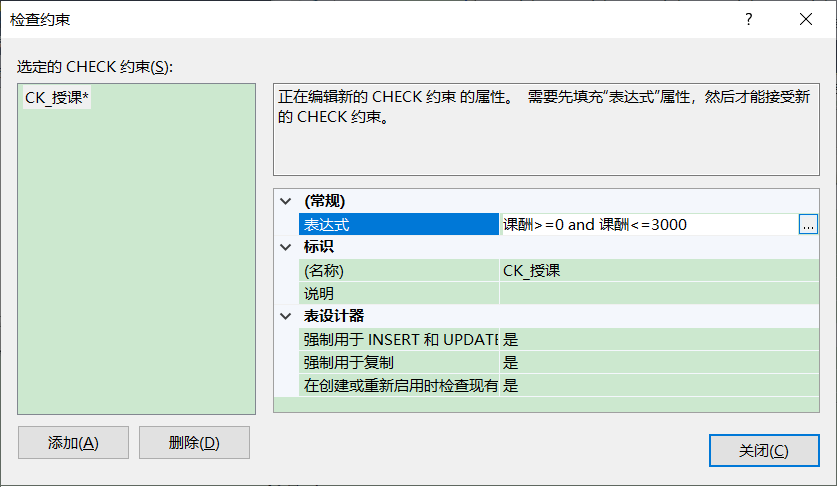 检查约束
?
选定的 CHECK 约束(S):
CK_授课*
正在编辑新的 CHECK 约束 的属性。 需要先填充“表达式”属性，然后才能接受新
的 CHECK 约束。
(常规)
表达式 课酬>=0 and 课酬<=3000 ...
标识
(名称) CK_授课
说明
表设计器
强制用于 INSERT 和 UPDATE 是
强制用于复制 是
在创建或重新启用时检查现有 是
添加(A) 删除(D)
关闭(C)